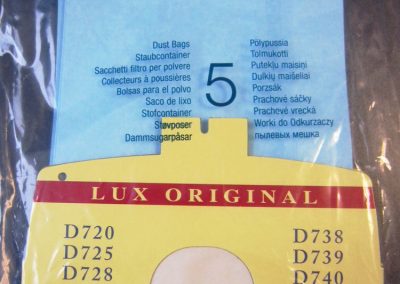 Dust Bags
Staubcontainer
Sacchetti filtro per polvere
Collecteurs à poussières
Bolsas para el polvo
Saco de lixo
Stofcontainer
Støvposer
Dammsugarpåsar
5
Pölypussia
Tolmukotti
Putekļu maisiņi
Dulkių maišeliai
Porzsák
Prachové sáčky
Prachové vrecká
Worki do Odkurzaczy
пылевых мешка
LUX ORIGINAL
D720
D725
D728
D738
D739
D740